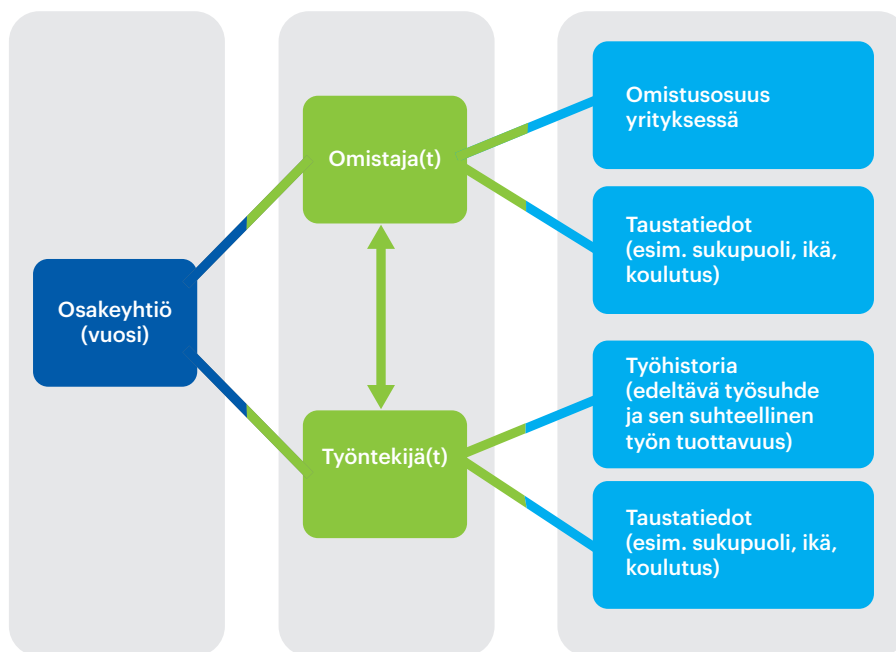 Osakeyhtiö
(vuosi)
Omistaja(t)
Työntekijä(t)
Omistusosuus
yrityksessä
Taustatiedot
(esim. sukupuoli, ikä,
koulutus)
Työhistoria
(edeltävä työsuhde
ja sen suhteellinen
työn tuottavuus)
Taustatiedot
(esim. sukupuoli, ikä,
koulutus)